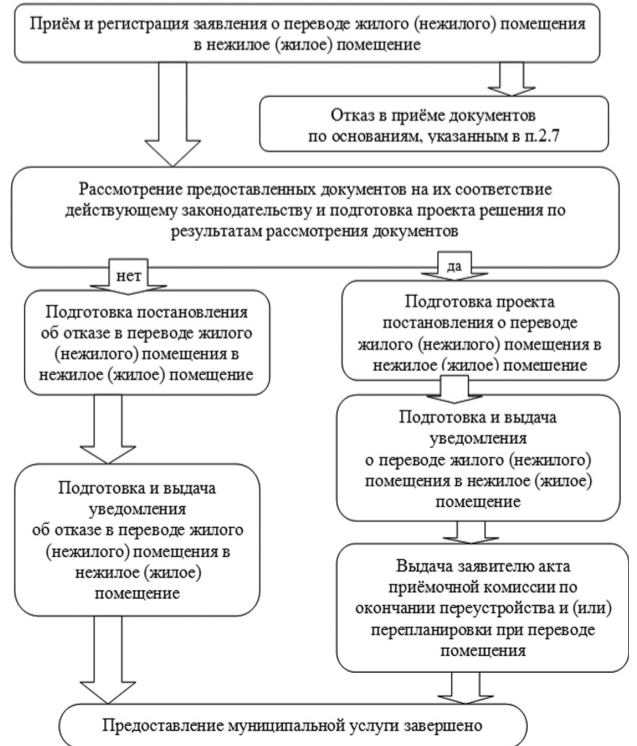 Приём и регистрация заявления о переводе жилого (нежилого) помещения
в нежилое (жилое) помещение
Отказ в приёме документов
по основаниям, указанным в п.2.7
Рассмотрение предоставленных документов на их соответствие
действующему законодательству и подготовка проекта решения по
результатам рассмотрения документов
нет
да
Подготовка постановления
об отказе в переводе жилого
(нежилого) помещения в
нежилое (жилое) помещение
Подготовка проекта
постановления о переводе
жилого (нежилого) помещения в
нежилое (жилое) помещение
Подготовка и выдача
уведомления
о переводе жилого (нежилого)
помещения в нежилое (жилое)
помещение
Подготовка и выдача
уведомления
об отказе в переводе жилого
(нежилого) помещения в
нежилое (жилое)
помещение
Выдача заявителю акта
приёмочной комиссии по
окончании переустройства и (или)
перепланировки при переводе
помещения
Предоставление муниципальной услуги завершено